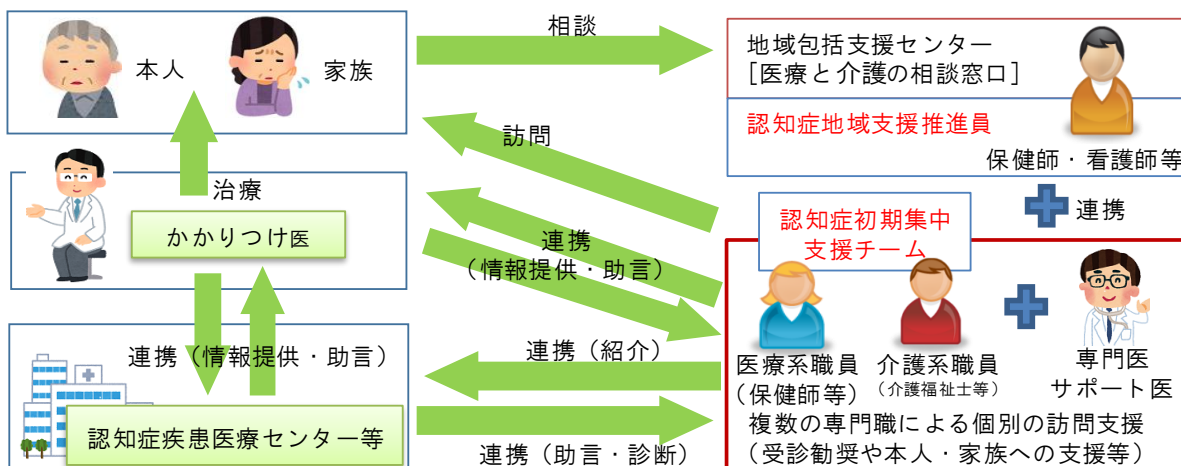 本人
家族
相談
地域包括支援センター
[医療と介護の相談窓口]
認知症地域支援推進員
保健師・看護師等
訪問
治療
かかりつけ医
連携
（情報提供・助言）
連携
認知症初期集中
支援チーム
医療系職員
(保健師等)
介護系職員
（介護福祉士等）
専門医
サポート医
複数の専門職による個別の訪問支援
（受診勧奨や本人・家族への支援等）
連携（情報提供・助言）
認知症疾患医療センター等
連携（紹介）
連携（助言・診断）